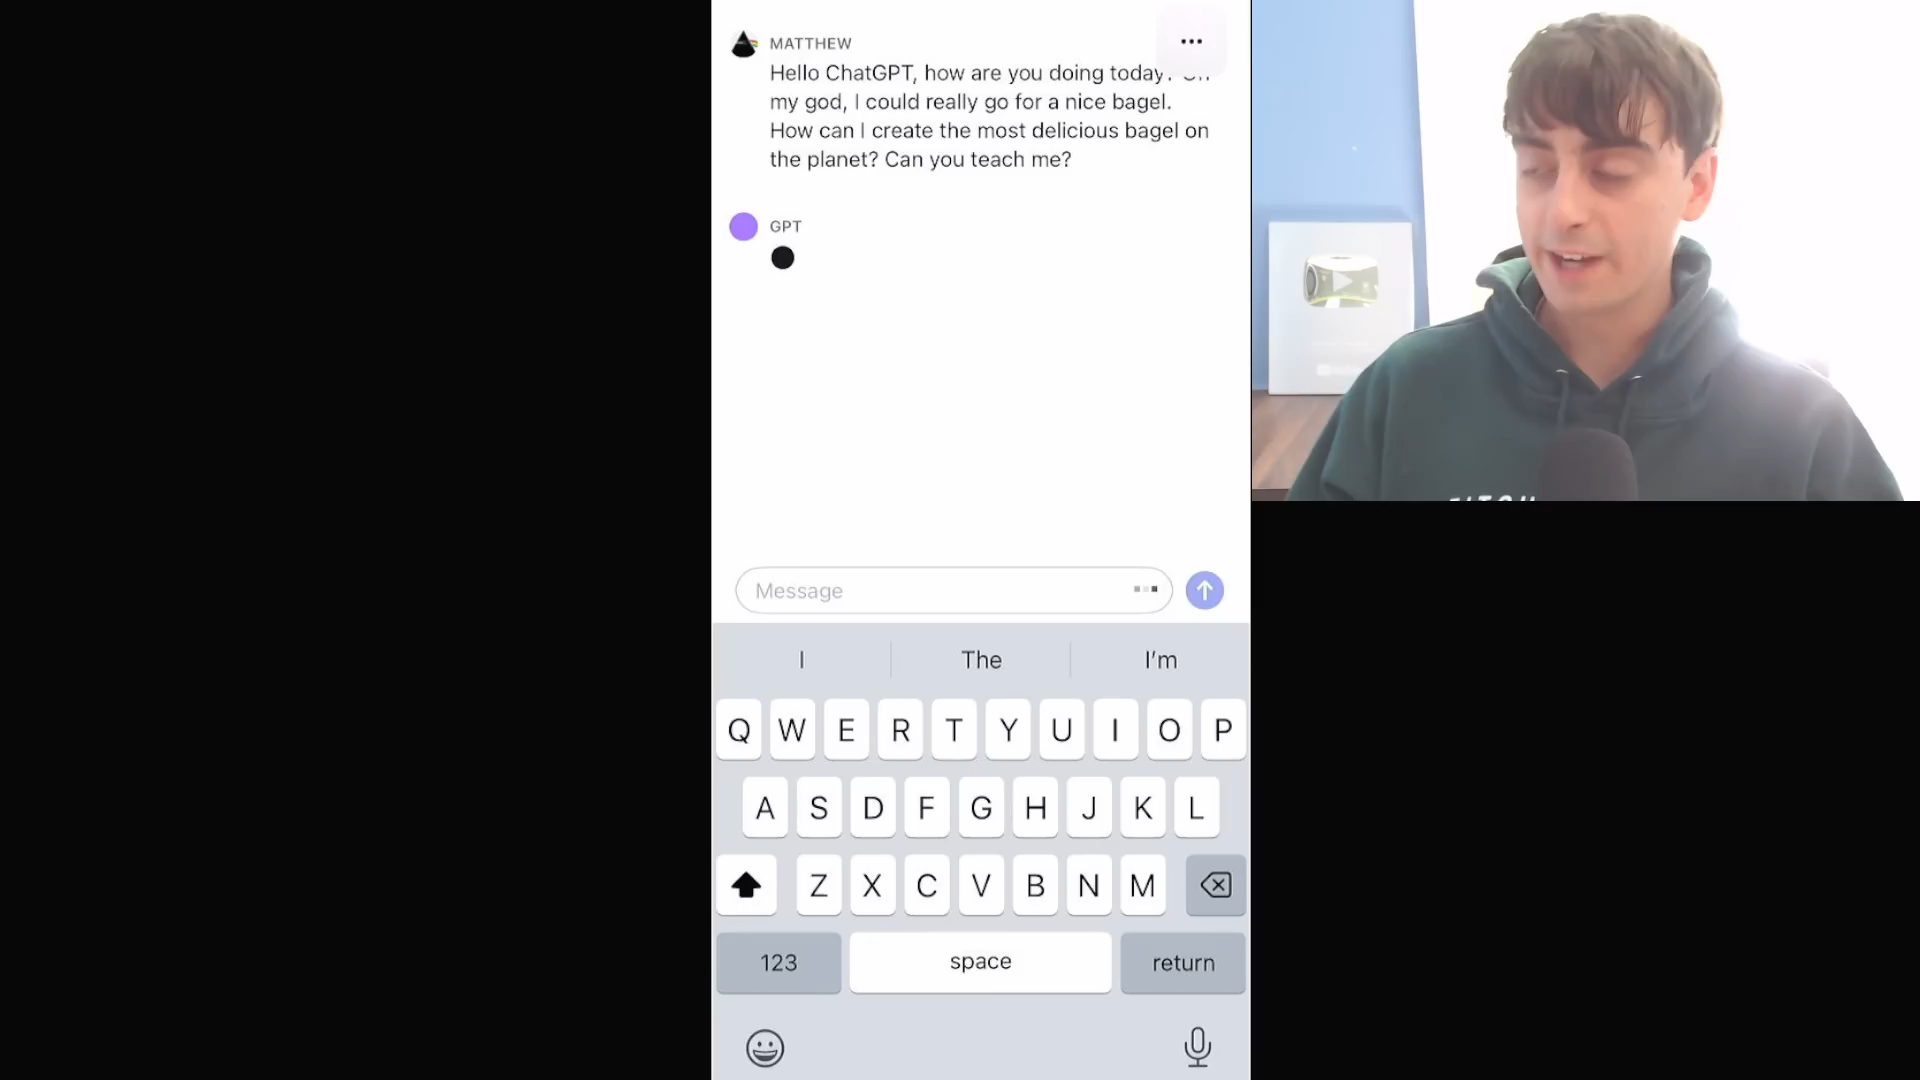 MATTHEW
Hello ChatGPT, how are you doing today?
my god, I could really go for a nice bagel.
How can I create the most delicious bagel on
the planet? Can you teach me?
GPT
Message
I The I'm
Q W E R T Y U I O P
A S D F G H J K L
Z X C V B N M
123 space return